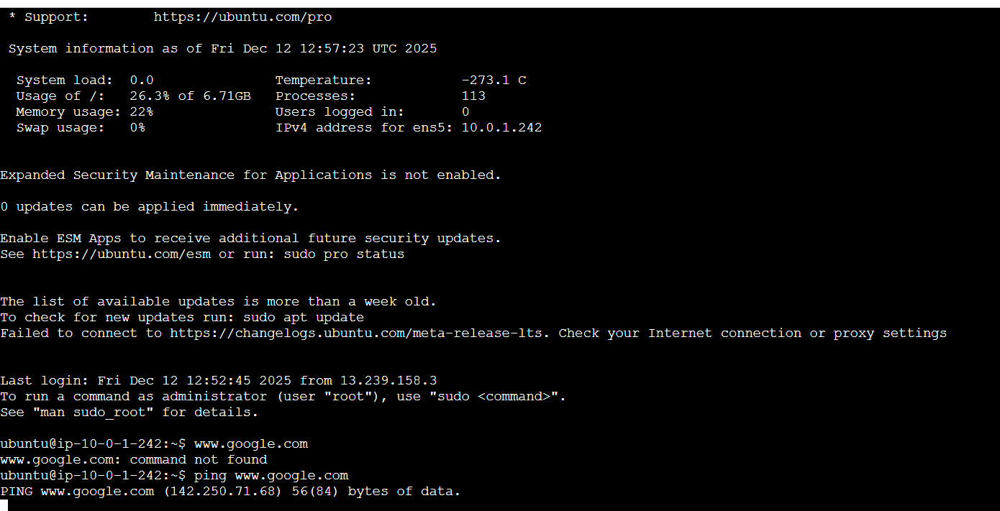 * Support:        https://ubuntu.com/pro
System information as of Fri Dec 12 12:57:23 UTC 2025
System load:  0.0               Temperature:           -273.1 C
Usage of /:   26.3% of 6.71GB   Processes:             113
Memory usage: 22%               Users logged in:       0
Swap usage:   0%                IPv4 address for ens5: 10.0.1.242
Expanded Security Maintenance for Applications is not enabled.
0 updates can be applied immediately.
Enable ESM Apps to receive additional future security updates.
See https://ubuntu.com/esm or run: sudo pro status
The list of available updates is more than a week old.
To check for new updates run: sudo apt update
Failed to connect to https://changelogs.ubuntu.com/meta-release-lts. Check your Internet connection or proxy settings
Last login: Fri Dec 12 12:52:45 2025 from 13.239.158.3
To run a command as administrator (user "root"), use "sudo <command>".
See "man sudo_root" for details.
ubuntu@ip-10-0-1-242:~$ www.google.com
www.google.com: command not found
ubuntu@ip-10-0-1-242:~$ ping www.google.com
PING www.google.com (142.250.71.68) 56(84) bytes of data.